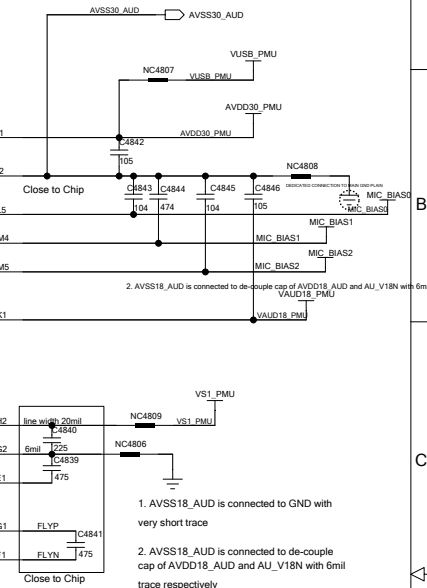 AVSS30_AUD
AVSS30_AUD
VUSB_PMU
NC4807
VUSB_PMU
AVDD30_PMU
AVDD30_PMU
C4842
105
NC4808
Close to Chip
DEDICATED CONNECTION TO MAIN GND PLAIN
C4843
C4844
C4845
C4846
MIC_BIAS0
104
474
104
105
MIC_BIAS0
B
MIC_BIAS1
M4
MIC_BIAS1
MIC_BIAS2
M5
MIC_BIAS2
2. AVSS18_AUD is connected to de-couple cap of AVDD18_AUD and AU_V18N with 6m
VAUD18_PMU
VAUD18_PMU
VS1_PMU
NC4809
line width 20mil
VS1_PMU
C4840
NC4806
6mil
225
C4839
C
475
1. AVSS18_AUD is connected to GND with
very short trace
FLYP
C4841
2. AVSS18_AUD is connected to de-couple
FLYN
475
cap of AVDD18_AUD and AU_V18N with 6mil
Close to Chip
trace respectively